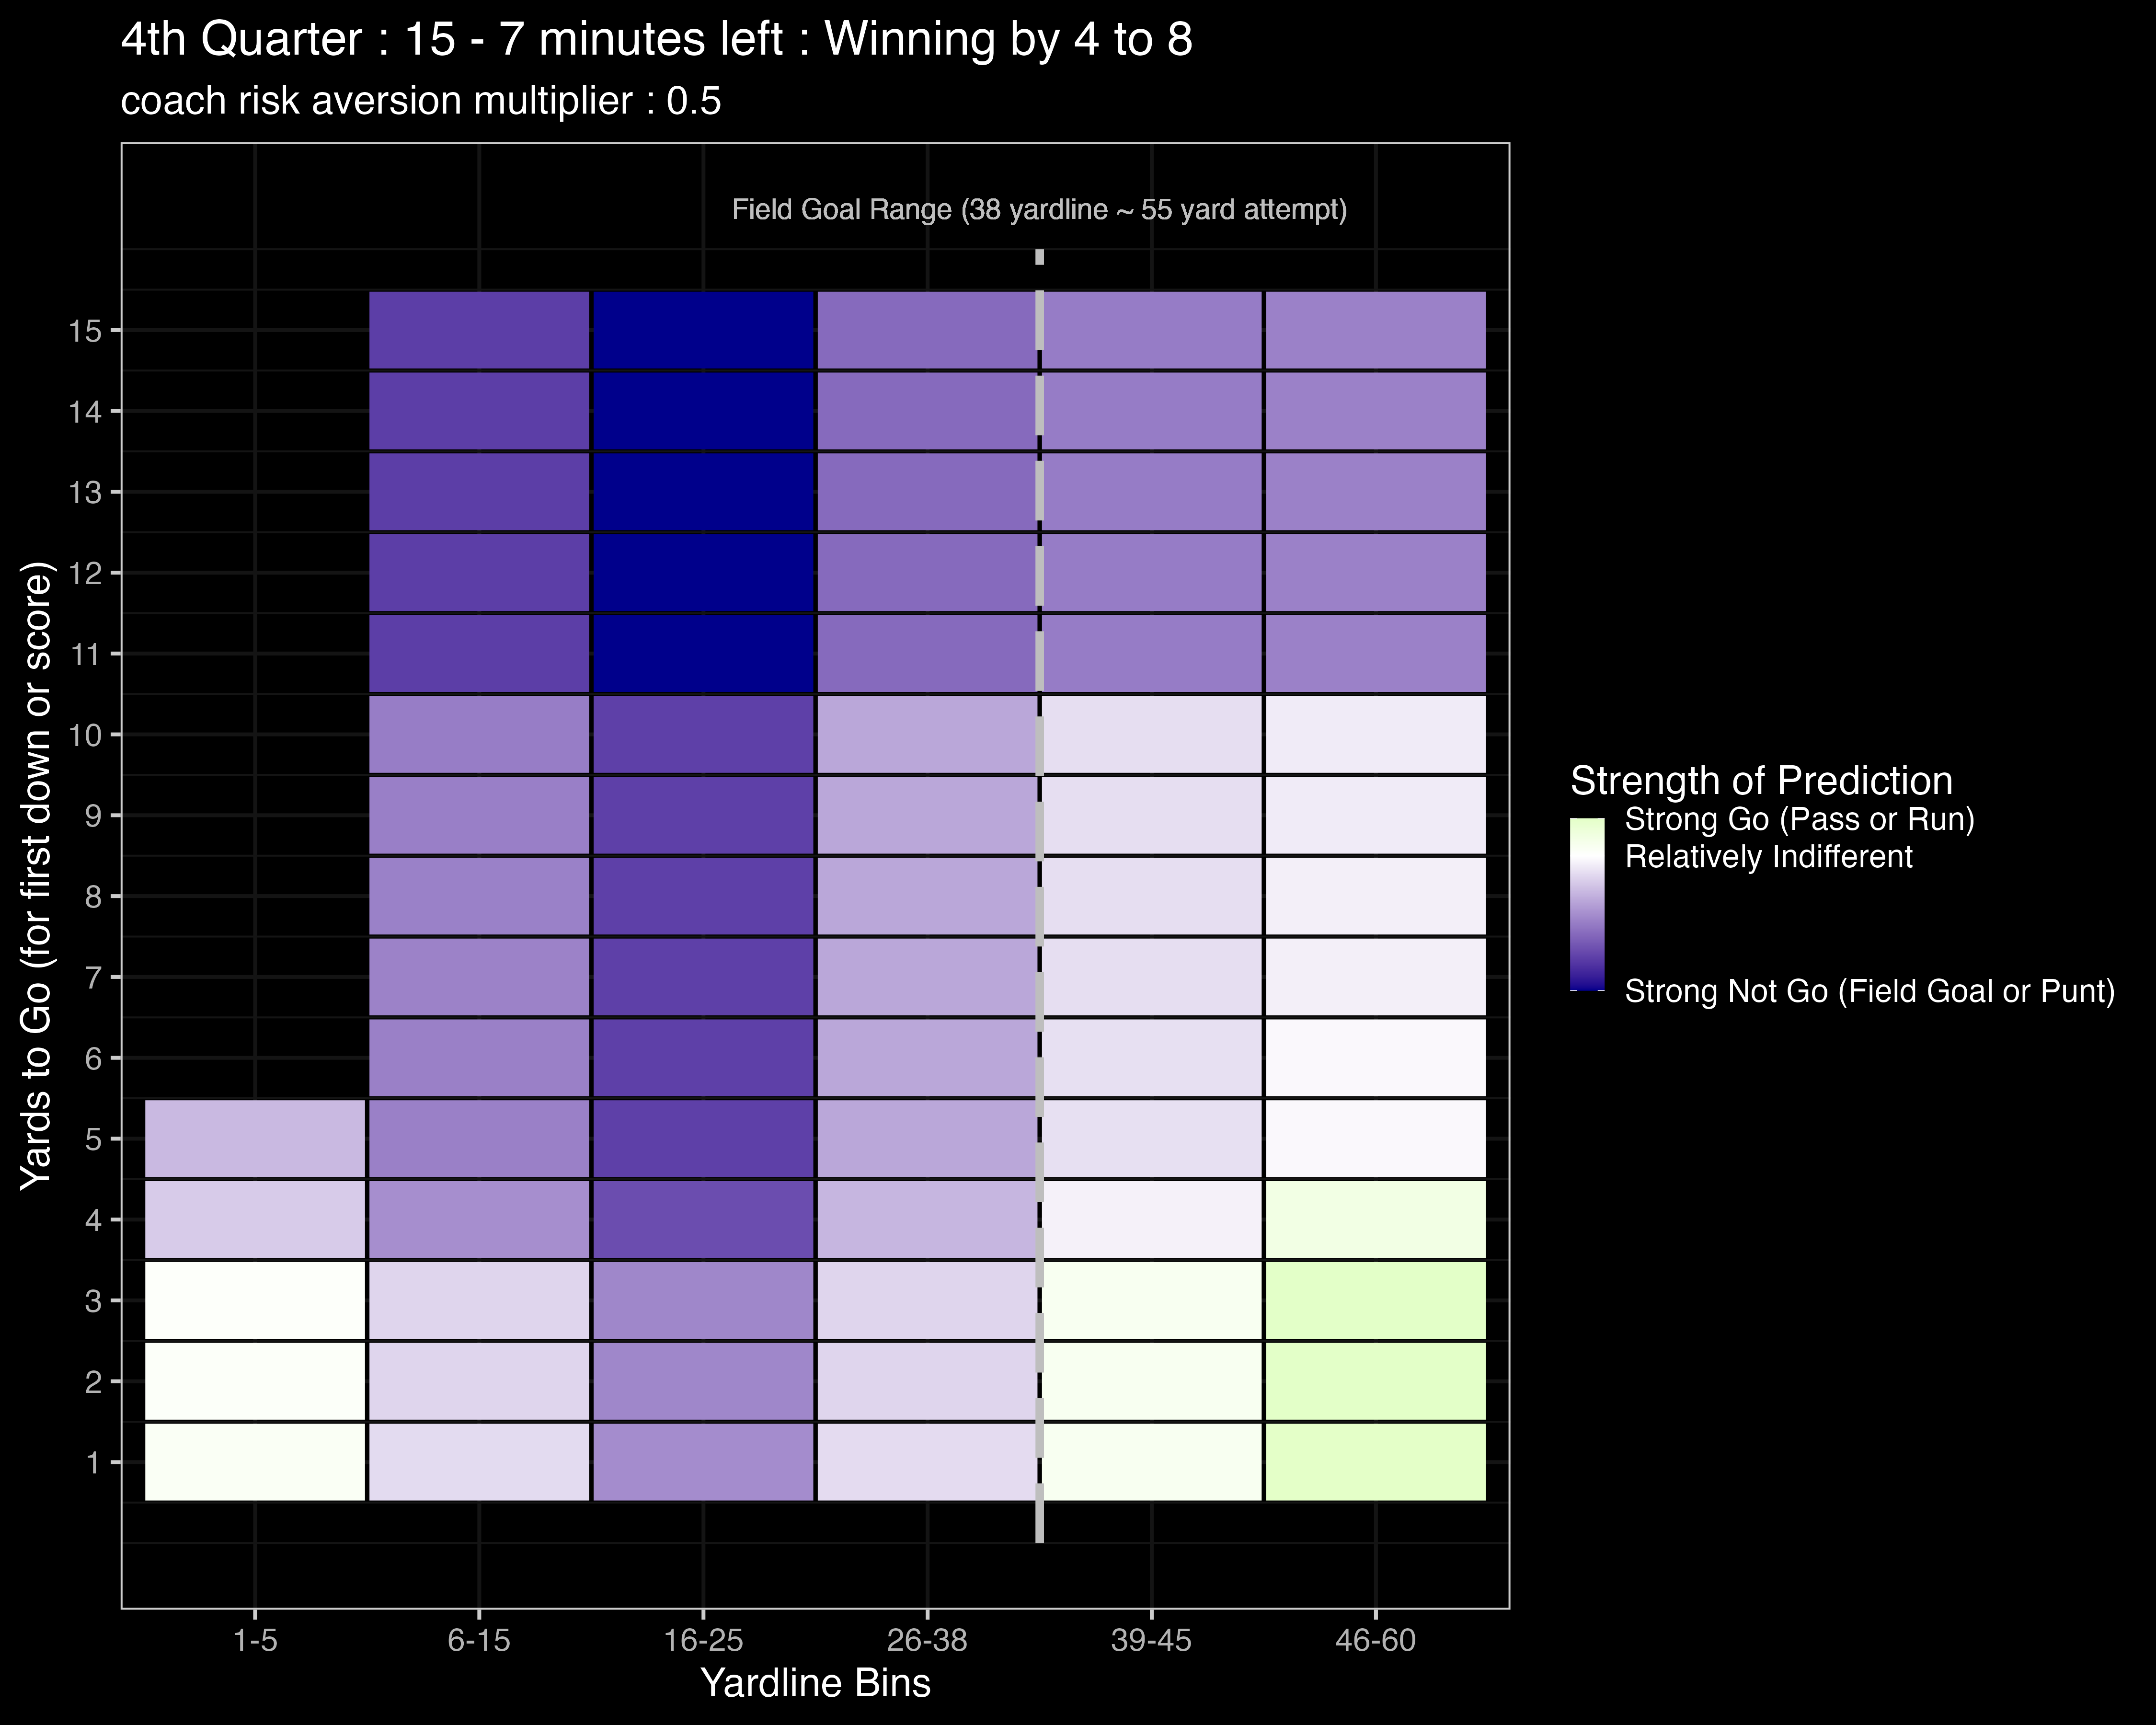 4th Quarter : 15 - 7 minutes left : Winning by 4 to 8
coach risk aversion multiplier : 0.5
Field Goal Range (38 yardline ~ 55 yard attempt)
Yards to Go (for first down or score)
15
14
13
12
11
10
9
8
7
6
5
4
3
2
1
1-5
6-15
16-25
26-38
39-45
46-60
Yardline Bins
Strength of Prediction
Strong Go (Pass or Run)
Relatively Indifferent
Strong Not Go (Field Goal or Punt)